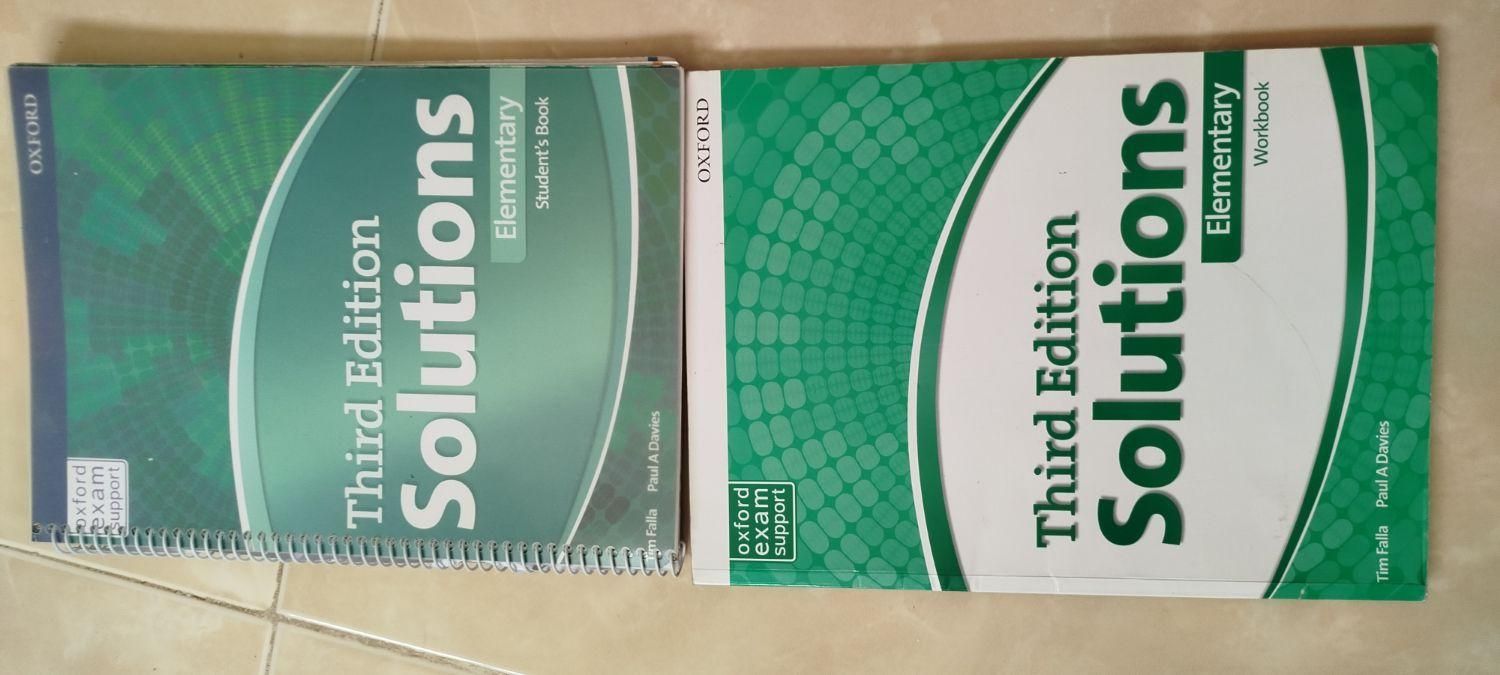 OXFORD
Third Edition
Solutions
Elementary
Student's Book
oxford
exam
support
Tim Falla Paul A Davies
OXFORD
Third Edition
Solutions
Elementary
Workbook
oxford
exam
support
Tim Falla Paul A Davies